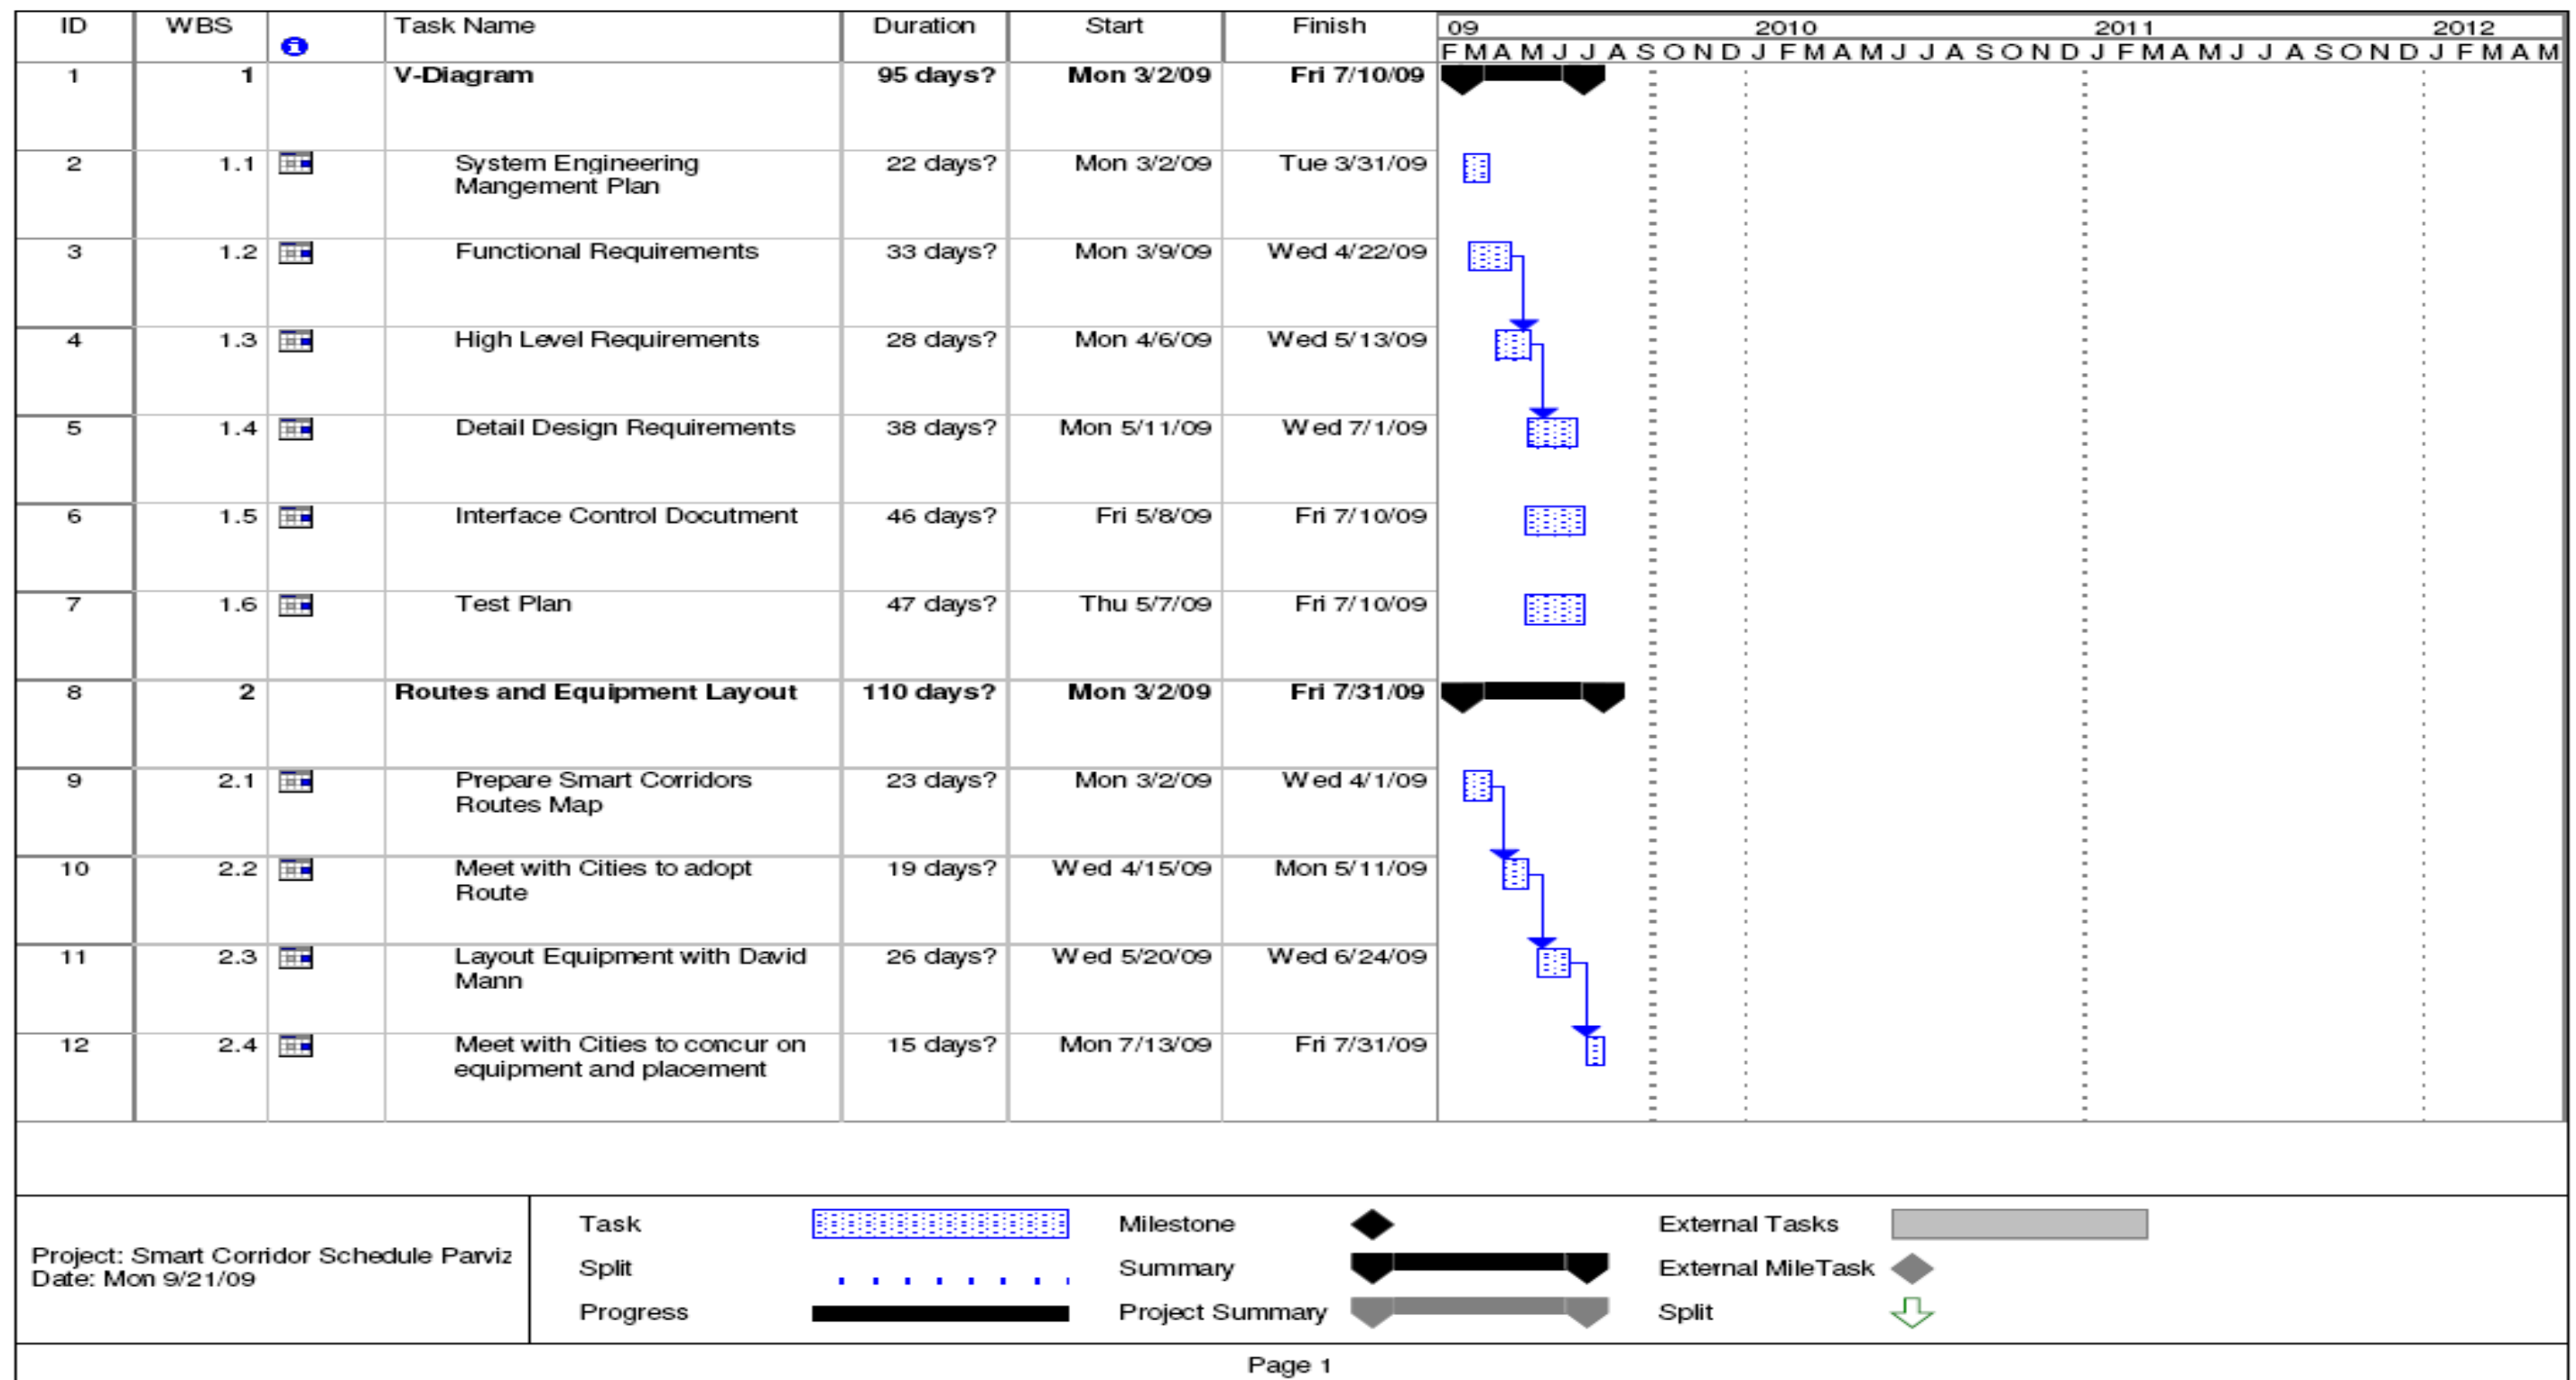 ID WBS Task Name Duration Start Finish 09 2010 2011 2012
F M A M J J A S O N D J F M A M J J A S O N D J F M A M J J A S O N D J F M A M
1 1 V-Diagram 95 days? Mon 3/2/09 Fri 7/10/09
2 1.1 System Engineering 22 days? Mon 3/2/09 Tue 3/31/09
Mangement Plan
3 1.2 Functional Requirements 33 days? Mon 3/9/09 Wed 4/22/09
4 1.3 High Level Requirements 28 days? Mon 4/6/09 Wed 5/13/09
5 1.4 Detail Design Requirements 38 days? Mon 5/11/09 Wed 7/1/09
6 1.5 Interface Control Docutment 46 days? Fri 5/8/09 Fri 7/10/09
7 1.6 Test Plan 47 days? Thu 5/7/09 Fri 7/10/09
8 2 Routes and Equipment Layout 110 days? Mon 3/2/09 Fri 7/31/09
9 2.1 Prepare Smart Corridors 23 days? Mon 3/2/09 Wed 4/1/09
Routes Map
10 2.2 Meet with Cities to adopt 19 days? Wed 4/15/09 Mon 5/11/09
Route
11 2.3 Layout Equipment with David 26 days? Wed 5/20/09 Wed 6/24/09
Mann
12 2.4 Meet with Cities to concur on 15 days? Mon 7/13/09 Fri 7/31/09
equipment and placement
Project: Smart Corridor Schedule Parviz
Date: Mon 9/21/09
Task Milestone External Tasks
Split Summary External MileTask
Progress Project Summary Split
Page 1